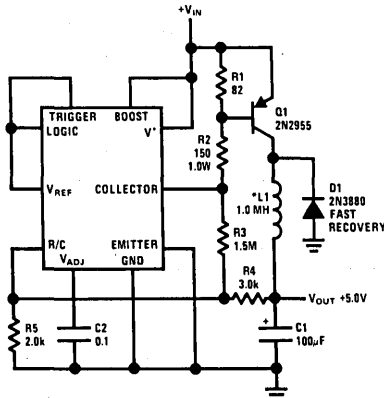 +VIN
R1
82
Q1
2N2955
TRIGGER
BOOST
LOGIC
V+
R2
150
1.0W
VREF
COLLECTOR
*L1
1.0 MH
D1
2N3880
FAST
RECOVERY
R/C
EMITTER
VADJ
GND
R3
1.5M
R4
3.0k
VOUT +5.0V
R5
2.0k
C2
0.1
+
C1
100µF